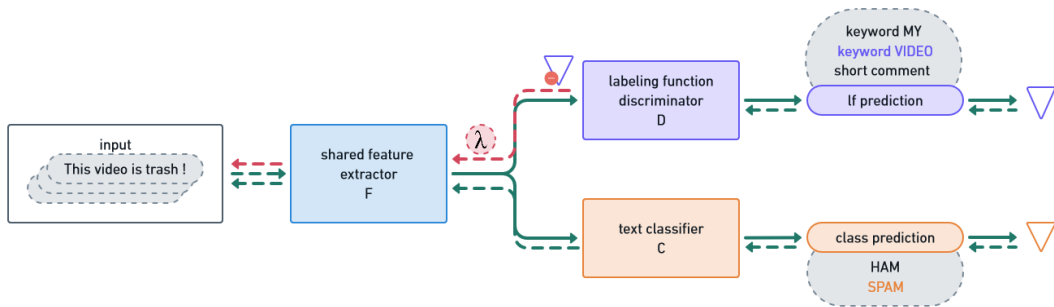 input
This video is trash !
shared feature
extractor
F
λ
labeling function
discriminator
D
keyword MY
keyword VIDEO
short comment
lf prediction
text classifier
C
class prediction
HAM
SPAM